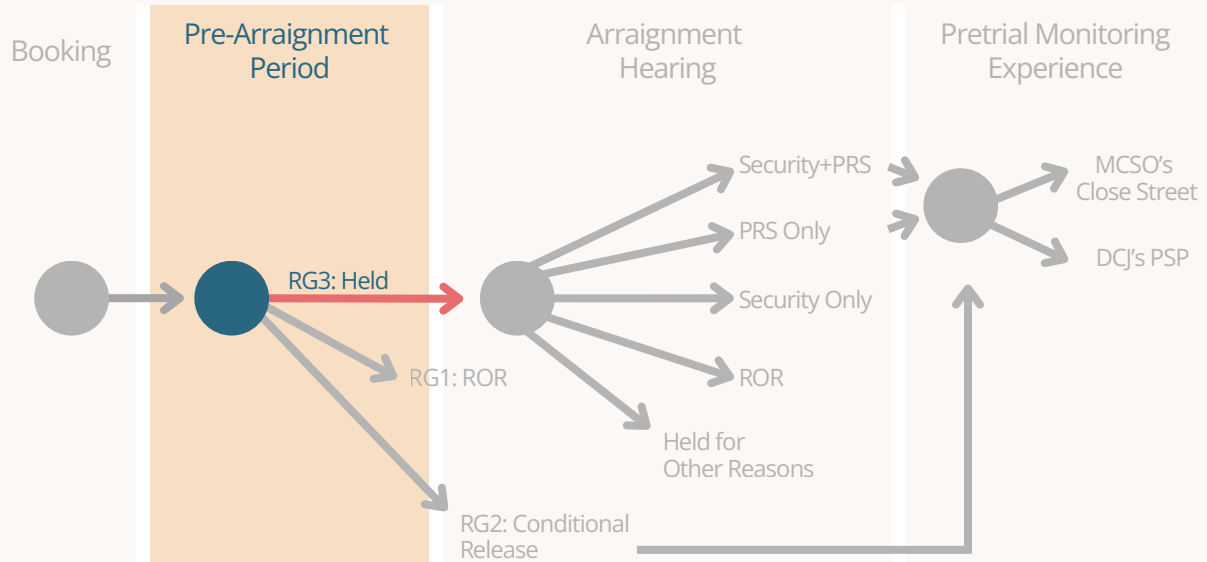 Booking
Pre-Arraignment
Period
Arraignment
Hearing
Pretrial Monitoring
Experience
RG3: Held
RG1: ROR
RG2: Conditional
Release
Security+PRS
PRS Only
Security Only
ROR
Held for
Other Reasons
MCSO’s
Close Street
DCJ’s PSP